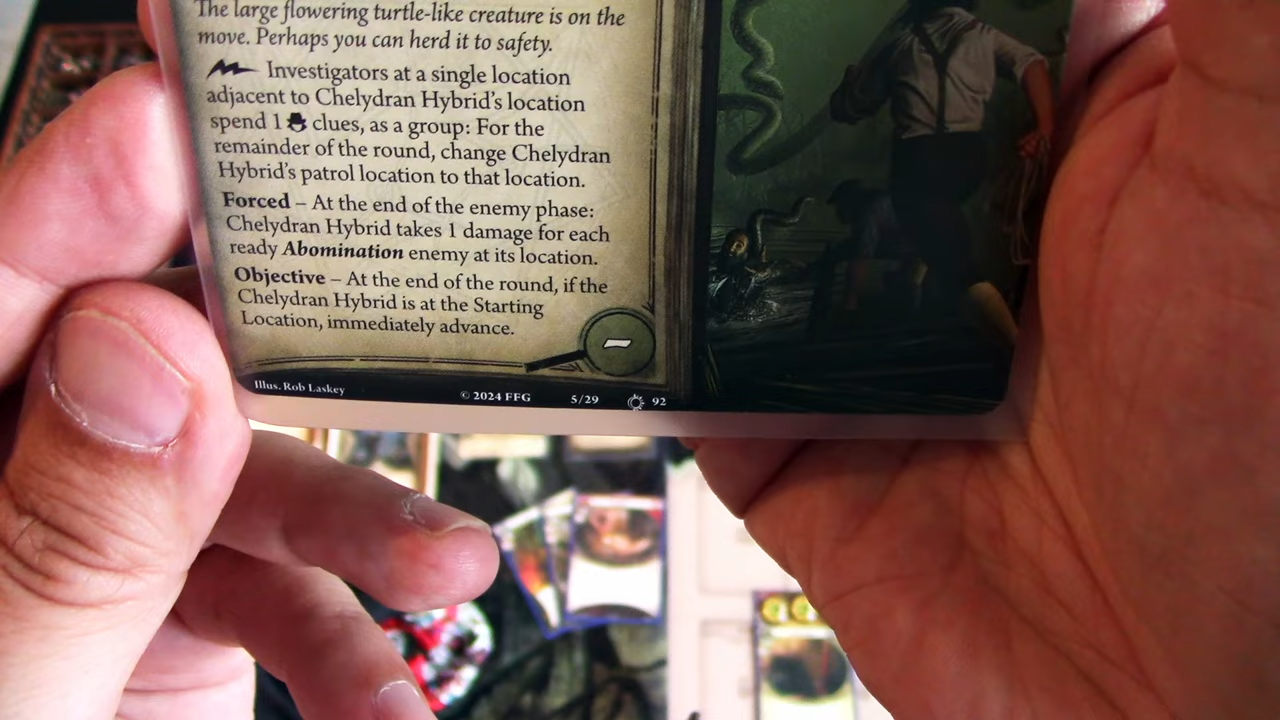 The large flowering turtle-like creature is on the
move. Perhaps you can herd it to safety.
Investigators at a single location
adjacent to Chelydran Hybrid's location
spend 1 clues, as a group: For the
remainder of the round, change Chelydran
Hybrid's patrol location to that location.
Forced – At the end of the enemy phase:
Chelydran Hybrid takes 1 damage for each
ready Abomination enemy at its location.
Objective – At the end of the round, if the
Chelydran Hybrid is at the Starting
Location, immediately advance.
–
Illus. Rob Laskey © 2024 FFG 5/29 92